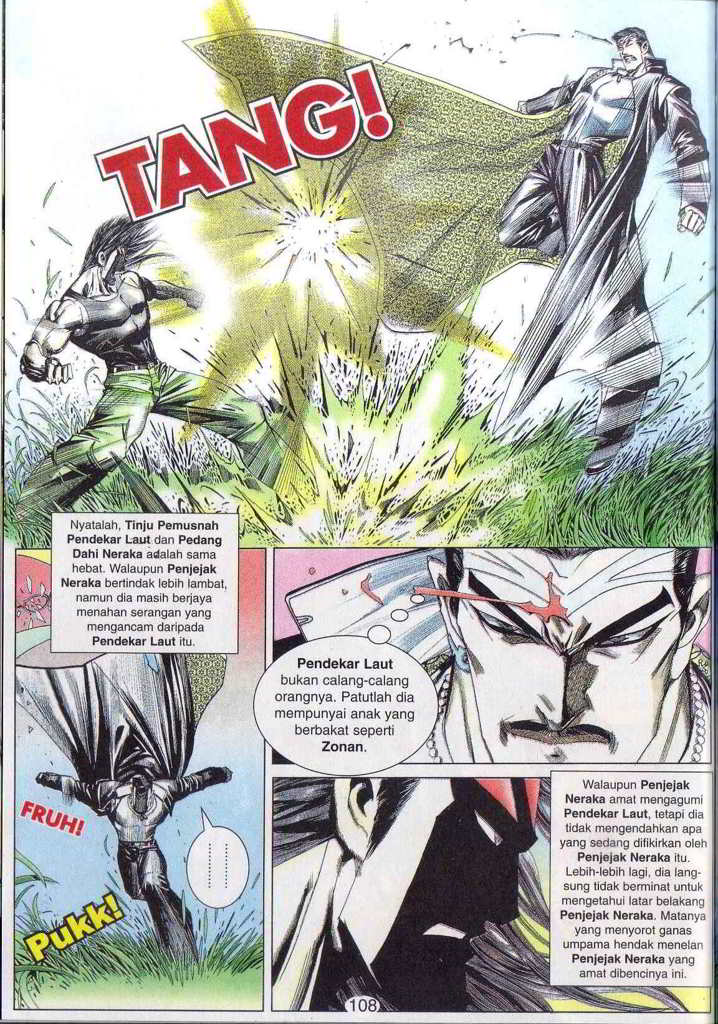 TANG!
Nyatalah, Tinju Pemusnah
Pendekar Laut dan Pedang
Dahi Neraka adalah sama
hebat. Walaupun Penjejak
Neraka bertindak lebih lambat,
namun dia masih berjaya
menahan serangan yang
mengancam daripada
Pendekar Laut itu.
Pendekar Laut
bukan calang-calang
orangnya. Patutlah dia
mempunyai anak yang
berbakat seperti
Zonan.
FRUH!
Pukk!
Walaupun Penjejak
Neraka amat mengagumi
Pendekar Laut, tetapi dia
tidak mengendahkan apa
yang sedang difikirkan oleh
Penjejak Neraka itu.
Lebih-lebih lagi, dia lang-
sung tidak berminat untuk
mengetahui latar belakang
Penjejak Neraka. Matanya
yang menyorot ganas
umpama hendak menelan
Penjejak Neraka yang
amat dibencinya ini.
108